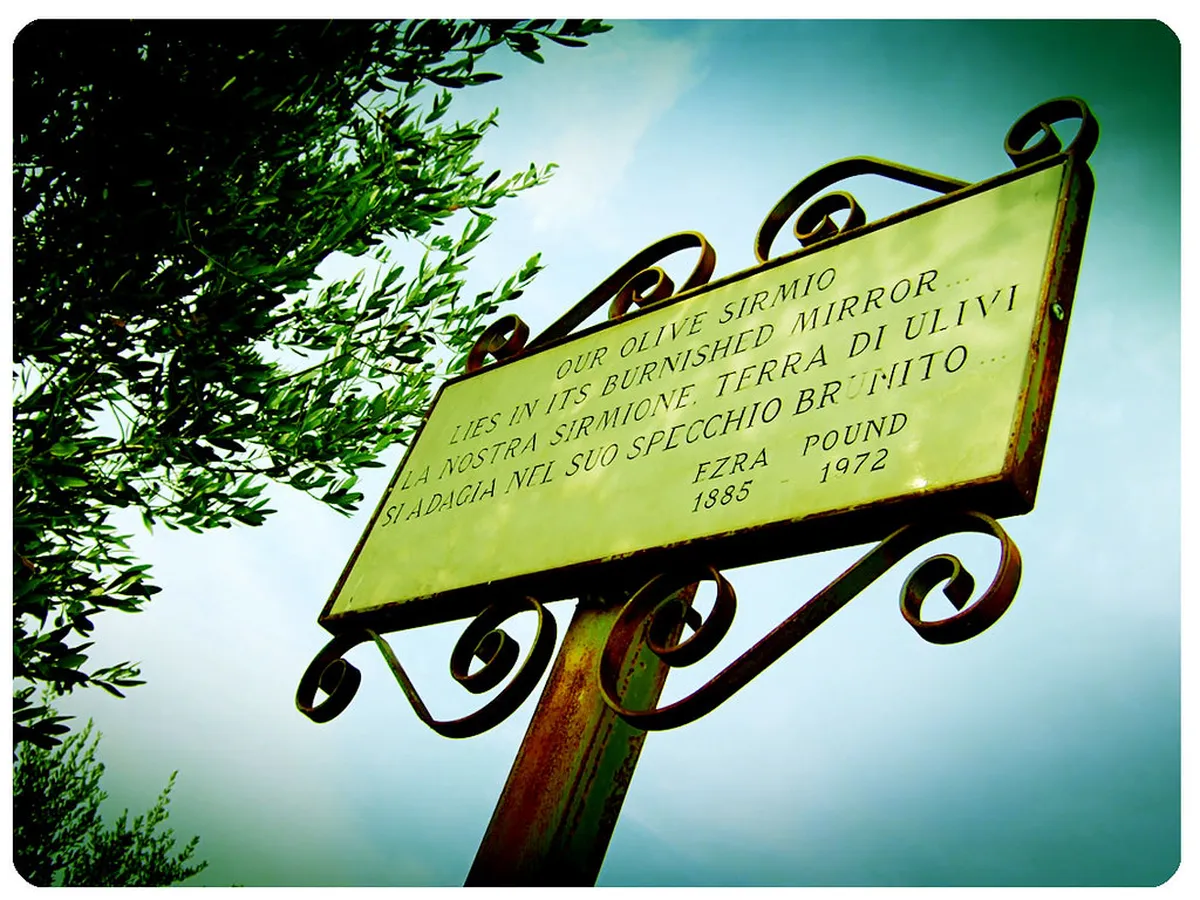 OUR OLIVE SIRMIO
LIES IN ITS BURNISHED MIRROR...
LA NOSTRA SIRMIONE, TERRA DI ULIVI
SI ADAGIA NEL SUO SPECCHIO BRUNITO...
EZRA POUND
1885 - 1972